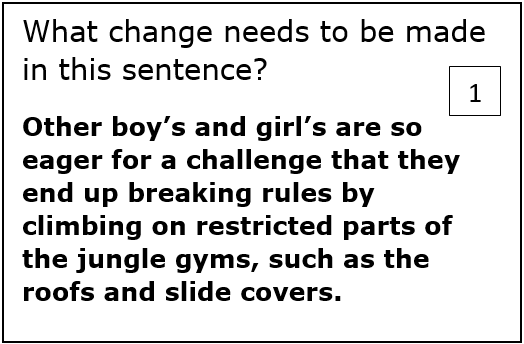 What change needs to be made
in this sentence?
1
Other boy’s and girl’s are so
eager for a challenge that they
end up breaking rules by
climbing on restricted parts of
the jungle gyms, such as the
roofs and slide covers.